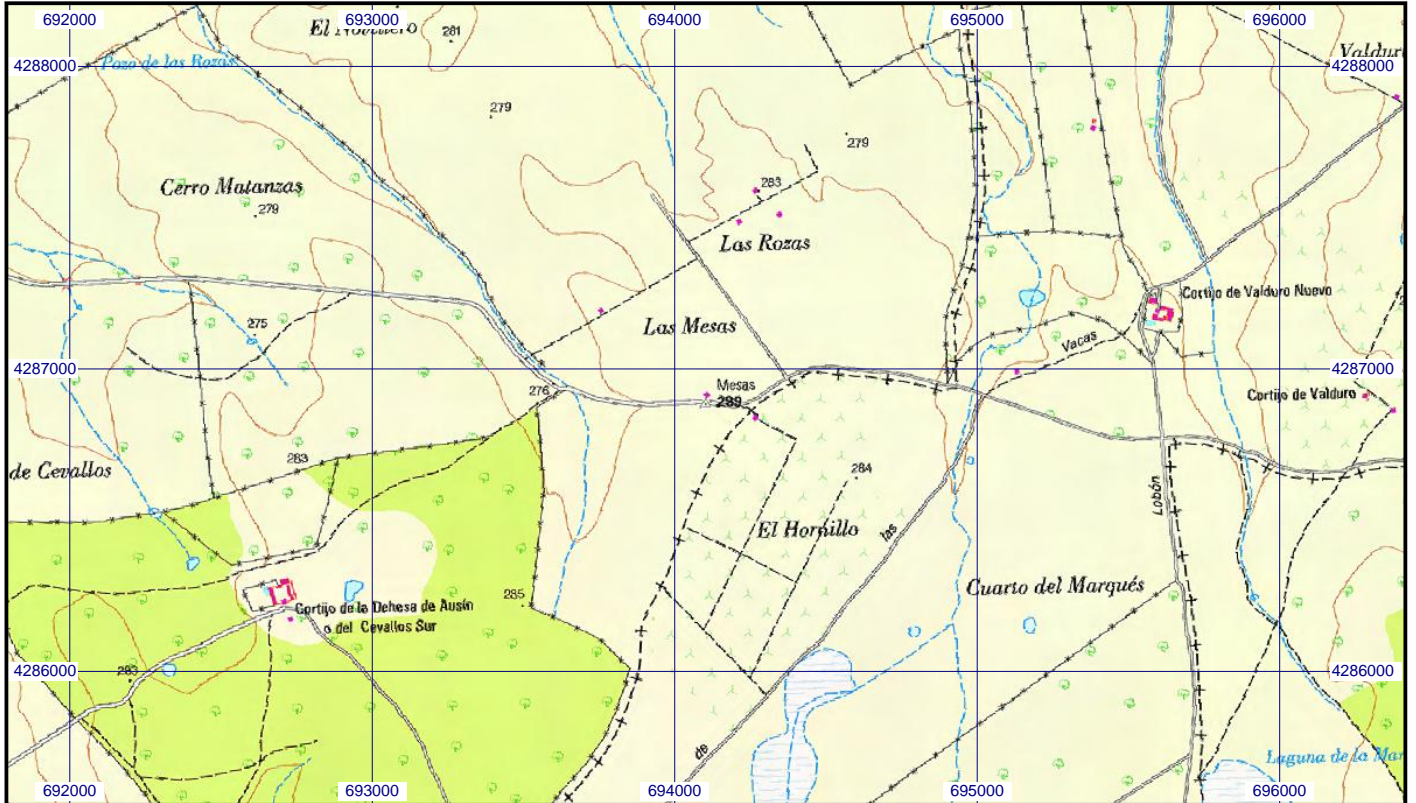 692000 693000 694000 695000 696000
El
281
4288000 Pozo de las Rozas 4288000
279
279
Cerro Matanzas
279
283
Las Rozas
Cortijo de Valduro Nuevo
275
Las Mesas
Vacas
4287000 4287000
276
Mesas
289
Cortijo de Valduro
283
284
de Cevallos
Lobón
El Hornillo
las
285
Cuarto del Marqués
Cortijo de la Dehesa de Ausín
o del Cevallos Sur
283
4286000 4286000
de
Laguna de la Mar
692000 693000 694000 695000 696000